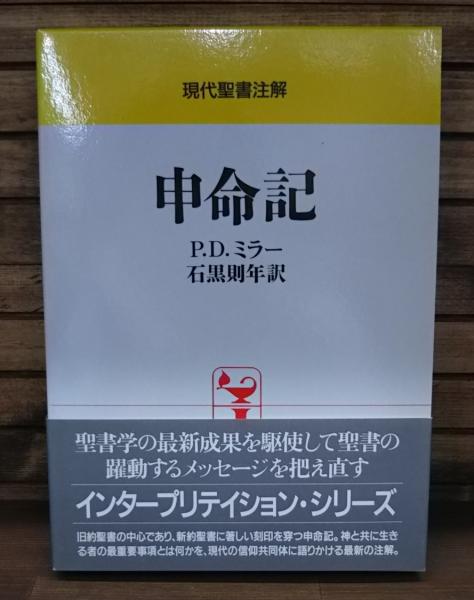 現代聖書注解
申命記
P.D.ミラー
石黒則年訳
聖書学の最新成果を駆使して聖書の
躍動するメッセージを把え直す
インタープリテイション・シリーズ
旧約聖書の中心であり、新約聖書に著しい刻印を穿つ申命記。神と共に生き
る者の最重要事項とは何かを、現代の信仰共同体に語りかける最新の注解。